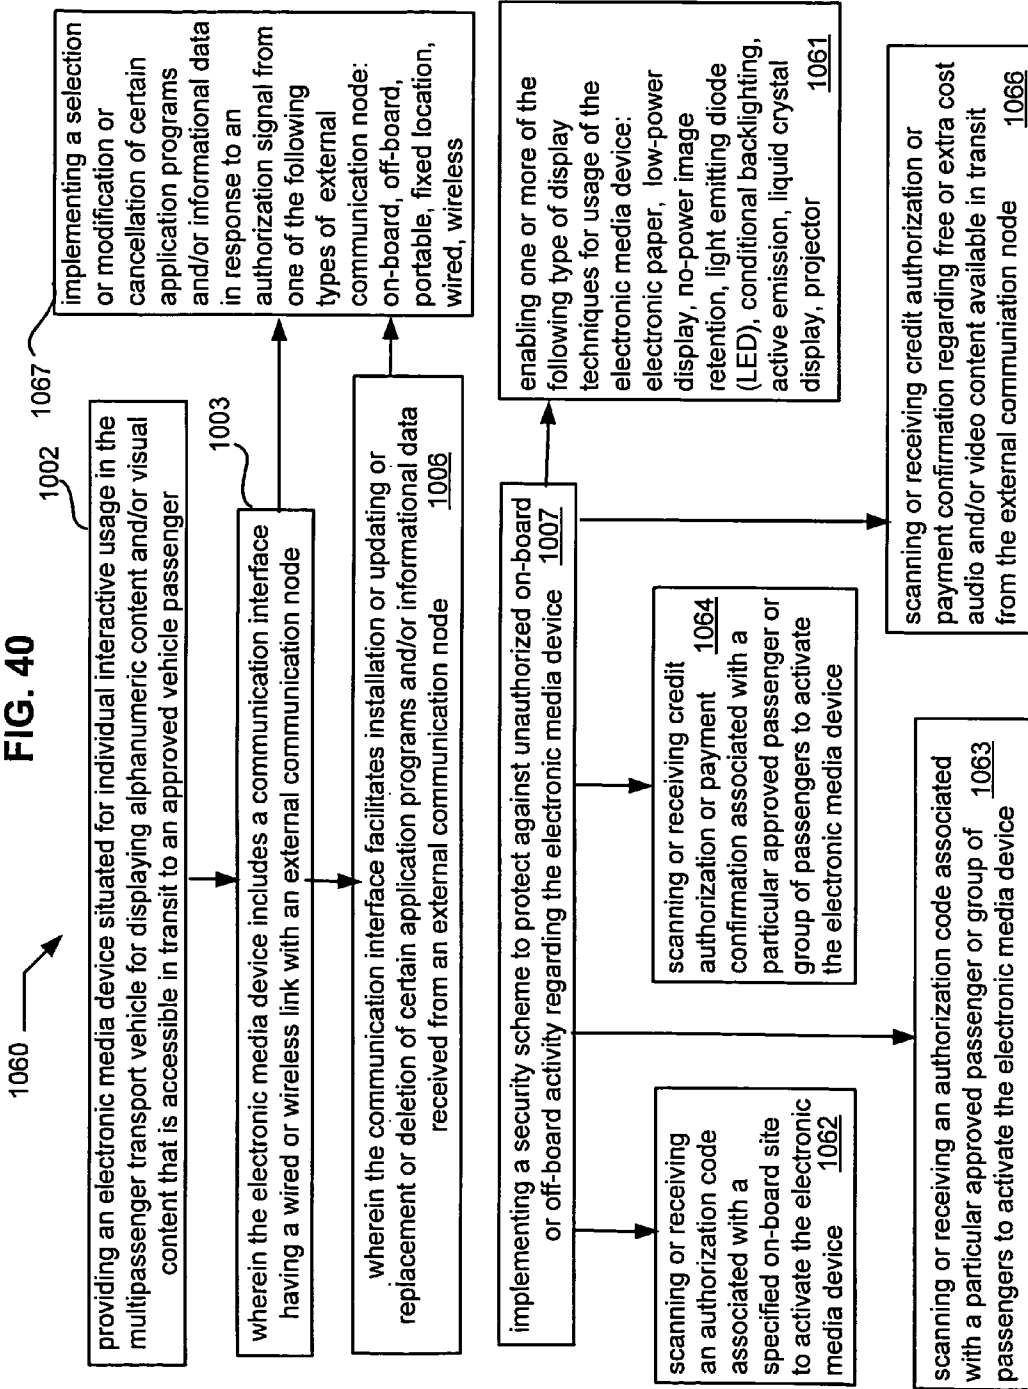 FIG. 40
1060
1002
providing an electronic media device situated for individual interactive usage in the
multipassenger transport vehicle for displaying alphanumeric content and/or visual
content that is accessible in transit to an approved vehicle passenger
1003
wherein the electronic media device includes a communication interface
having a wired or wireless link with an external communication node
wherein the communication interface facilitates installation or updating or
replacement or deletion of certain application programs and/or informational data
received from an external communication node 1006
1067
implementing a selection
or modification or
cancellation of certain
application programs
and/or informational data
in response to an
authorization signal from
one of the following
types of external
communication node:
on-board, off-board,
portable, fixed location,
wired, wireless
implementing a security scheme to protect against unauthorized on-board
or off-board activity regarding the electronic media device 1007
enabling one or more of the
following type of display
techniques for usage of the
electronic media device:
electronic paper, low-power
display, no-power image
retention, light emitting diode
(LED), conditional backlighting,
active emission, liquid crystal
display, projector 1061
scanning or receiving
an authorization code
associated with a
specified on-board site
to activate the electronic
media device 1062
scanning or receiving credit
authorization or payment 1064
confirmation associated with a
particular approved passenger or
group of passengers to activate
the electronic media device
scanning or receiving an authorization code associated
with a particular approved passenger or group of 1063
passengers to activate the electronic media device
scanning or receiving credit authorization or
payment confirmation regarding free or extra cost
audio and/or video content available in transit
from the external communiation node 1066